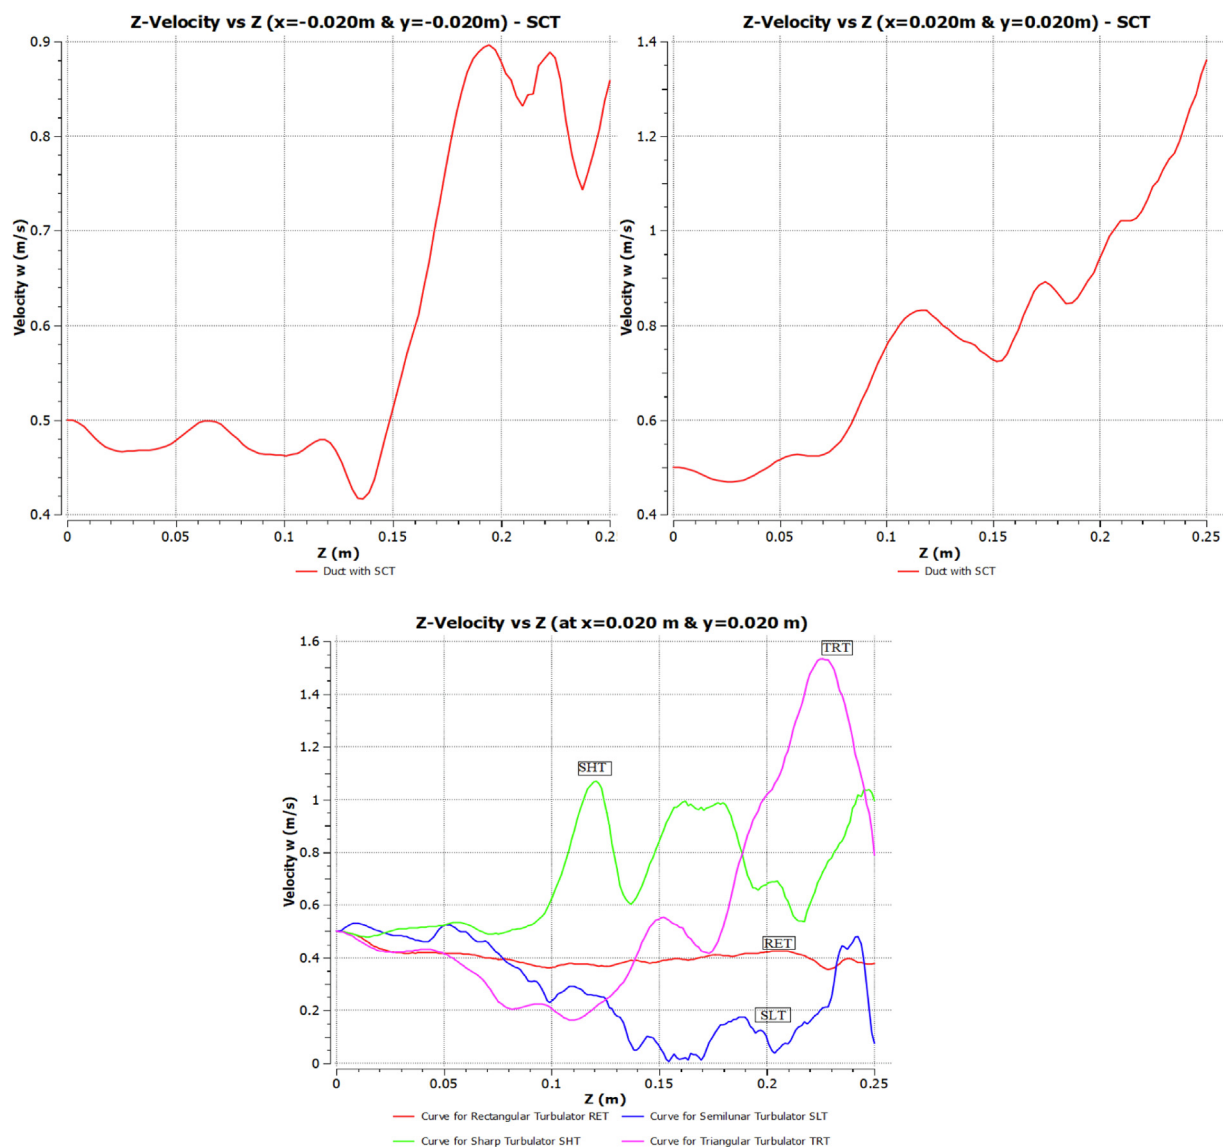 Z-Velocity vs Z (x=-0.020m & y=-0.020m) - SCT
0.9
0.8
0.7
0.6
0.5
0.4
Velocity w (m/s)
0
0.05
0.1
0.15
0.2
0.2
Z (m)
Duct with SCT
Z-Velocity vs Z (x=0.020m & y=0.020m) - SCT
1.4
1.2
1
0.8
0.6
0.4
Velocity w (m/s)
0
0.05
0.1
0.15
0.2
0.25
Z (m)
Duct with SCT
Z-Velocity vs Z (at x=0.020 m & y=0.020 m)
1.6
1.4
1.2
1
0.8
0.6
0.4
0.2
0
Velocity w (m/s)
TRT
SHT
RET
SLT
0
0.05
0.1
0.15
0.2
0.25
Z (m)
Curve for Rectangular Turbulator RET
Curve for Semilunar Turbulator SLT
Curve for Sharp Turbulator SHT
Curve for Triangular Turbulator TRT